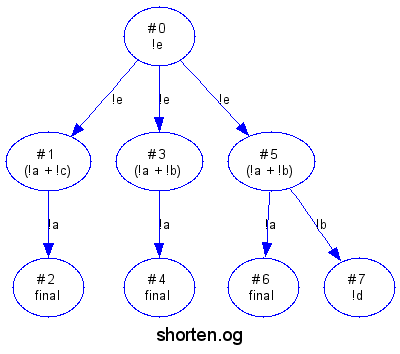 #0
!e
!e
!e
!e
#1
(!a + !c)
#3
(!a + !b)
#5
(!a + !b)
!a
!a
!a
!b
#2
final
#4
final
#6
final
#7
!d
shorten.og